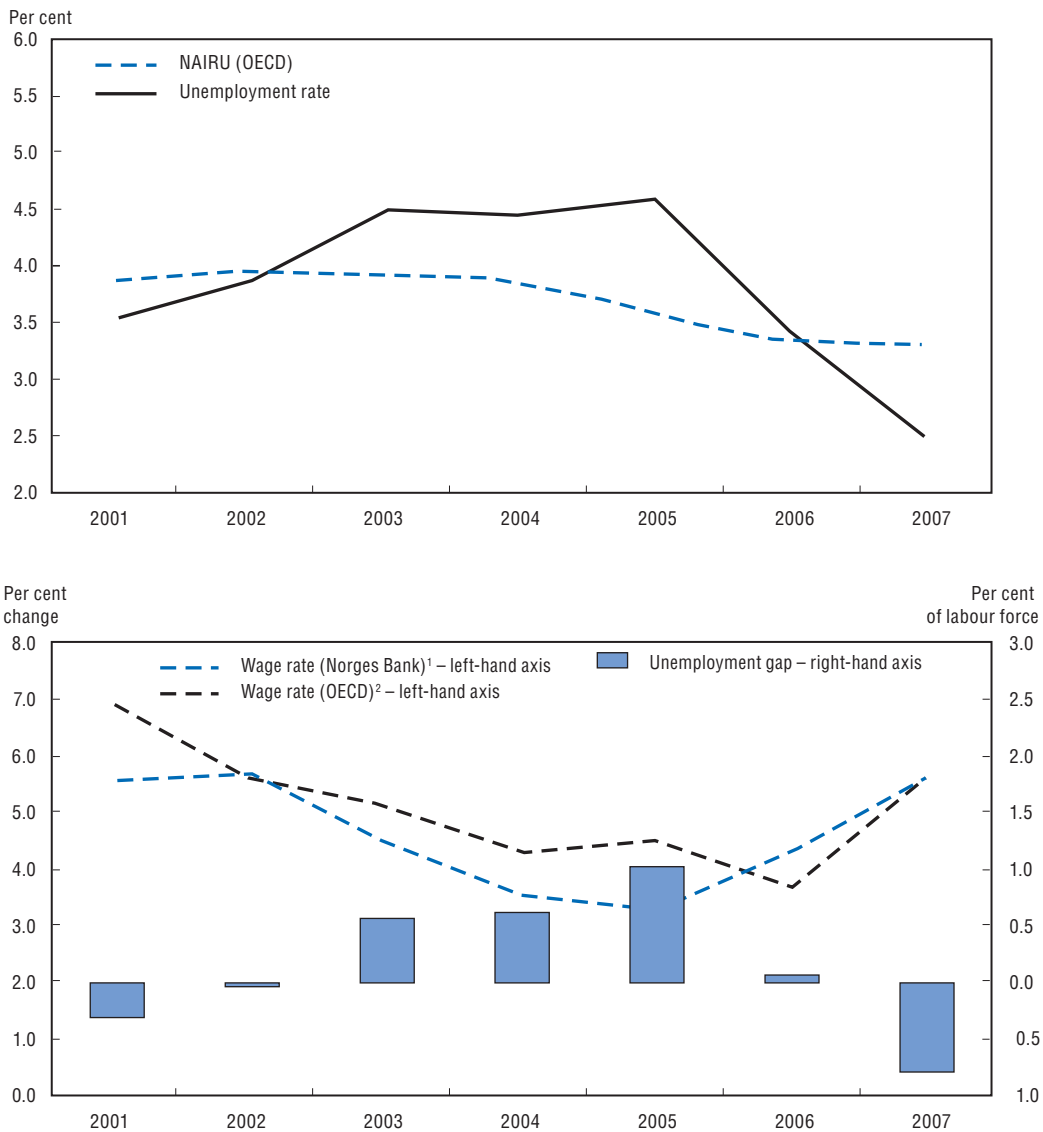 Per cent
6.0
NAIRU (OECD)
Unemployment rate
5.5
5.0
4.5
4.0
3.5
3.0
2.5
2.0
2001 2002 2003 2004 2005 2006 2007
Per cent
change
Per cent
of labour force
8.0 3.0
Wage rate (Norges Bank)¹ – left-hand axis Unemployment gap – right-hand axis
Wage rate (OECD)² – left-hand axis
7.0 2.5
6.0 2.0
5.0 1.5
4.0 1.0
3.0 0.5
2.0 0.0
1.0 0.5
0.0 1.0
2001 2002 2003 2004 2005 2006 2007